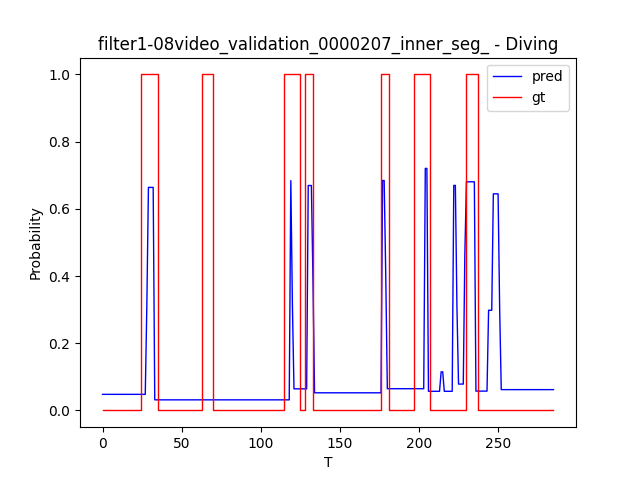 filter1-08video_validation_0000207_inner_seg_ - Diving
pred
gt
1.0
0.8
0.6
0.4
0.2
0.0
Probability
0 50 100 150 200 250
T